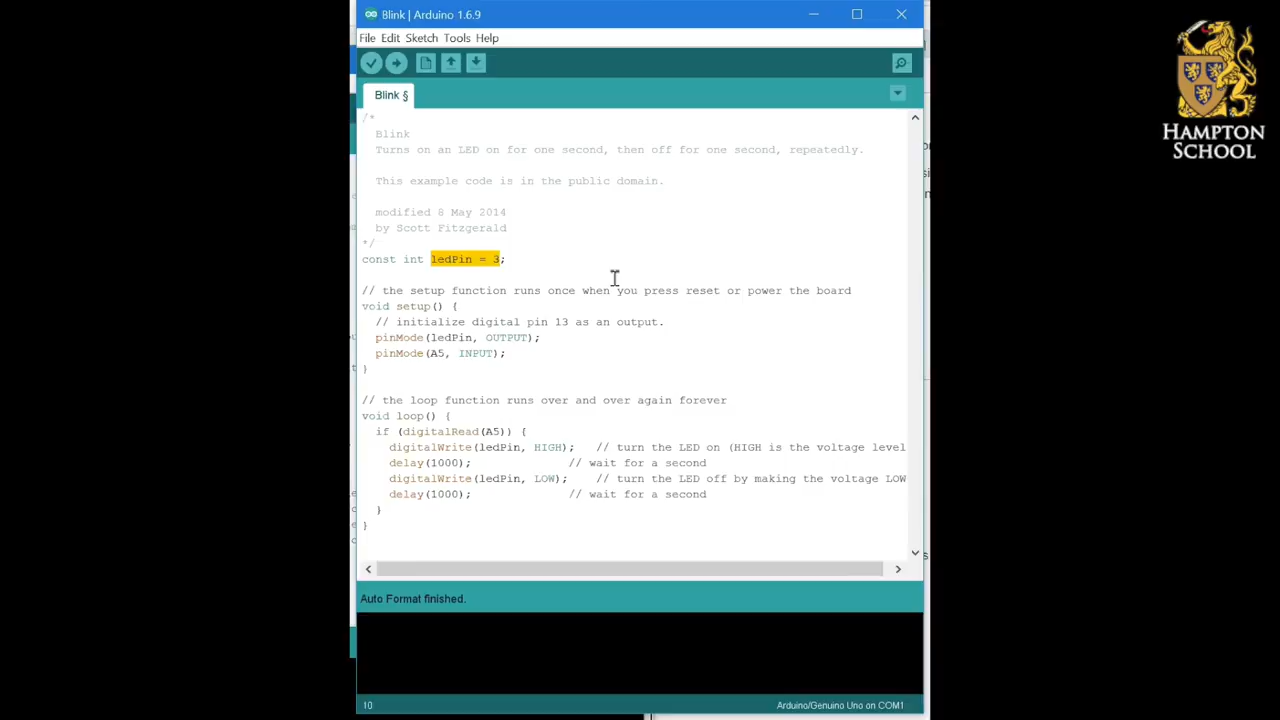 Blink | Arduino 1.6.9
File Edit Sketch Tools Help
Blink §
/*
Blink
Turns on an LED on for one second, then off for one second, repeatedly.
This example code is in the public domain.
modified 8 May 2014
by Scott Fitzgerald
*/
const int ledPin = 3;
// the setup function runs once when you press reset or power the board
void setup() {
// initialize digital pin 13 as an output.
pinMode(ledPin, OUTPUT);
pinMode(A5, INPUT);
}
// the loop function runs over and over again forever
void loop() {
if (digitalRead(A5)) {
digitalWrite(ledPin, HIGH);   // turn the LED on (HIGH is the voltage level
delay(1000);              // wait for a second
digitalWrite(ledPin, LOW);    // turn the LED off by making the voltage LOW
delay(1000);              // wait for a second
}
}
Auto Format finished.
10
Arduino/Genuino Uno on COM1
HAMPTON
SCHOOL